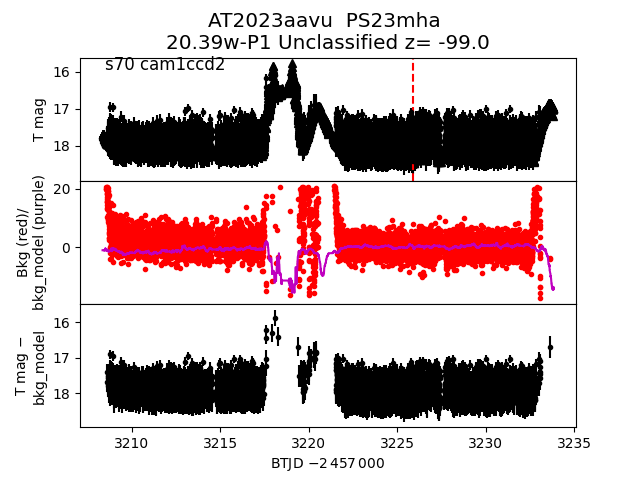 AT2023aavu  PS23mha
20.39w-P1 Unclassified z= -99.0
s70 cam1ccd2
16
17
18
T mag
20
0
Bkg (red)/
bkg_model (purple)
16
17
18
T mag −
bkg_model
3210 3215 3220 3225 3230 3235
BTJD −2 457 000